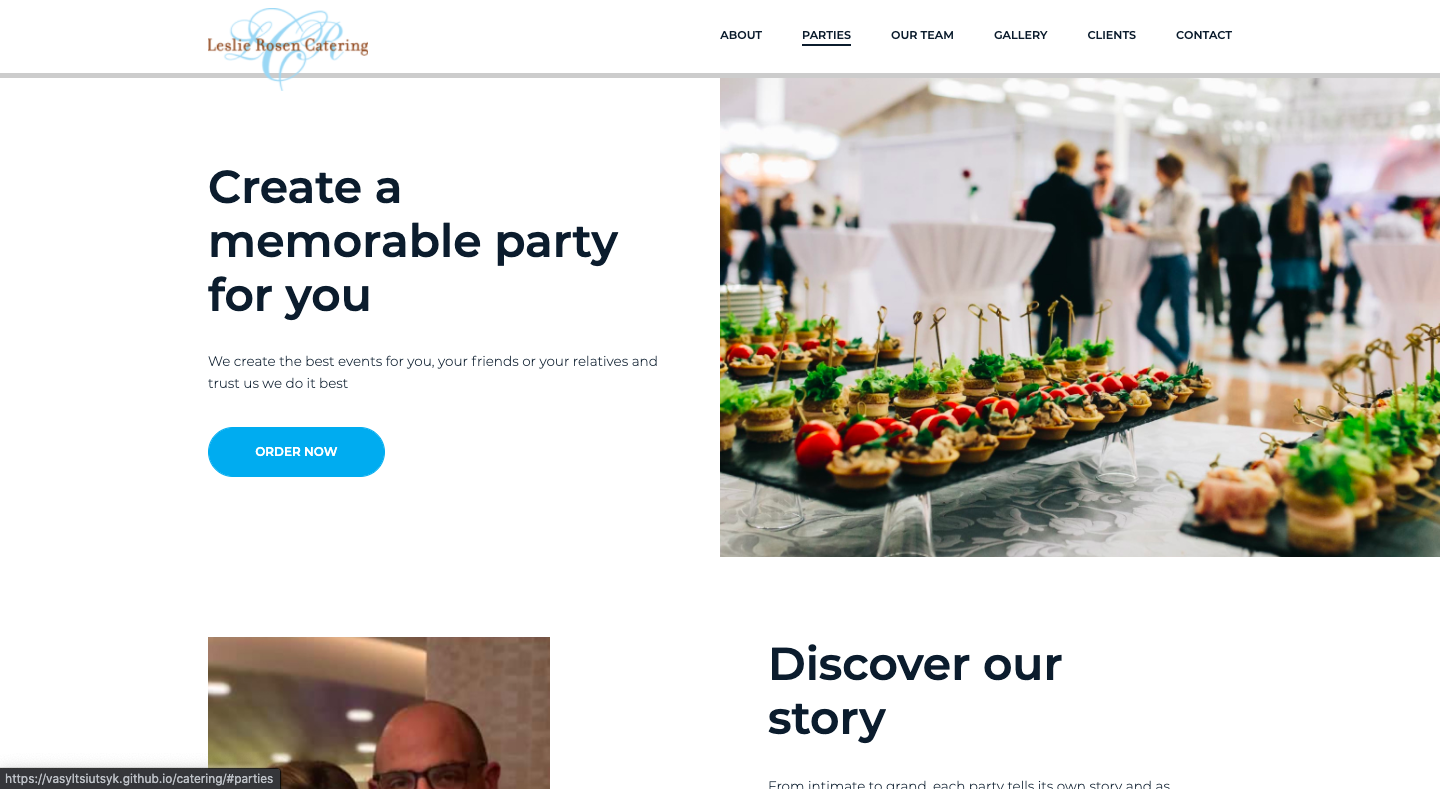 Leslie Rosen Catering
ABOUT PARTIES OUR TEAM GALLERY CLIENTS CONTACT
Create a
memorable party
for you
We create the best events for you, your friends or your relatives and
trust us we do it best
ORDER NOW
Discover our
story
From intimate to grand, each party tells its own story and as
https://vasyltsiutsyk.github.io/catering/#parties